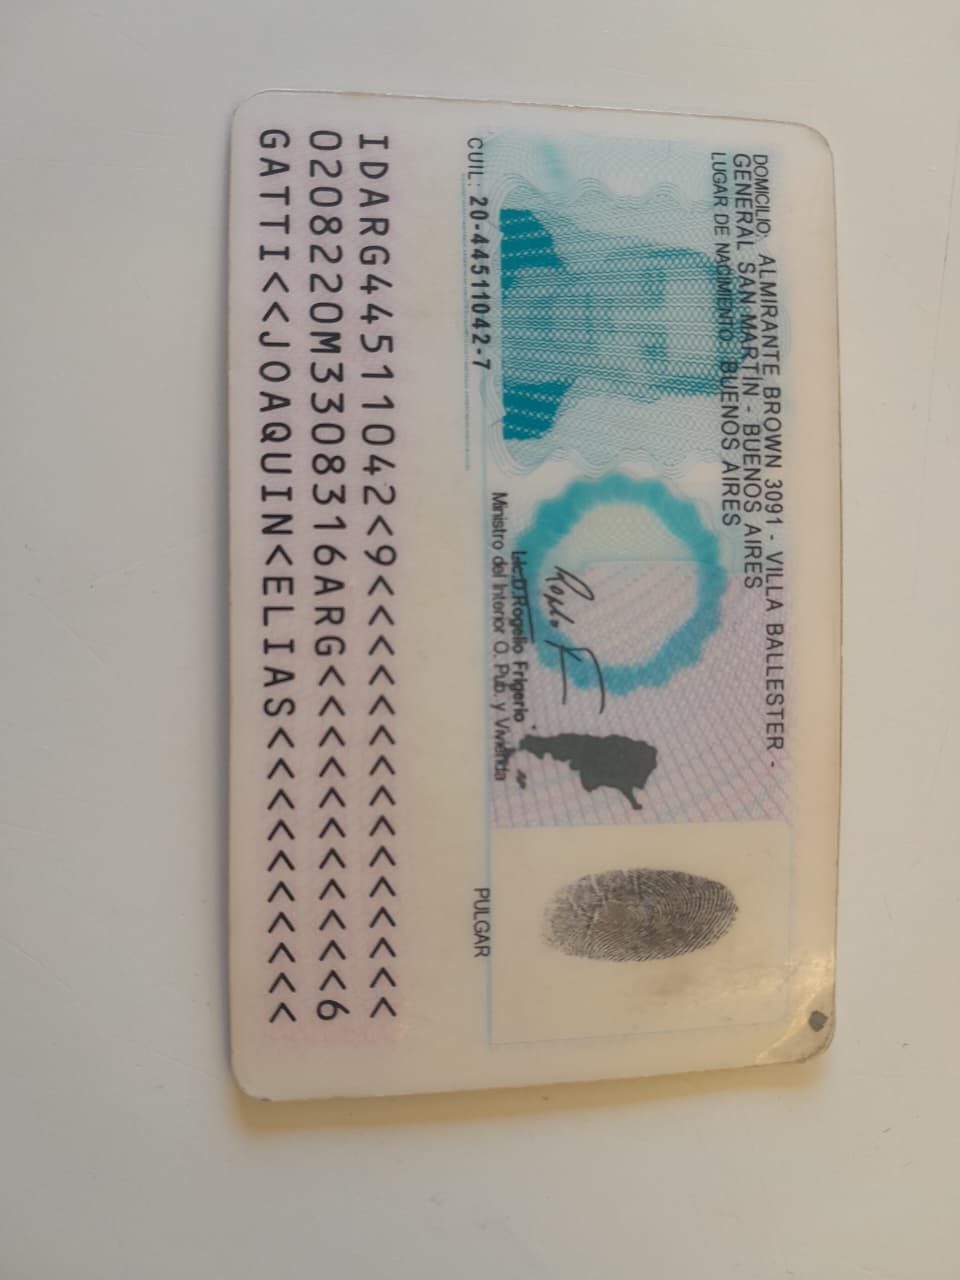 DOMICILIO: ALMIRANTE BROWN 3091 - VILLA BALLESTER -
GENERAL SAN MARTÍN - BUENOS AIRES
LUGAR DE NACIMIENTO: BUENOS AIRES
Lic. D. Rogelio Frigerio
Ministro del Interior O. Pub. y Vivienda
CUIL: 20-44511042-7
PULGAR
IDARG44511042<9<<<<<<<<<<<<<<<
0208220M3308316ARG<<<<<<<<<<<6
GATTI<<JOAQUIN<ELIAS<<<<<<<<<<